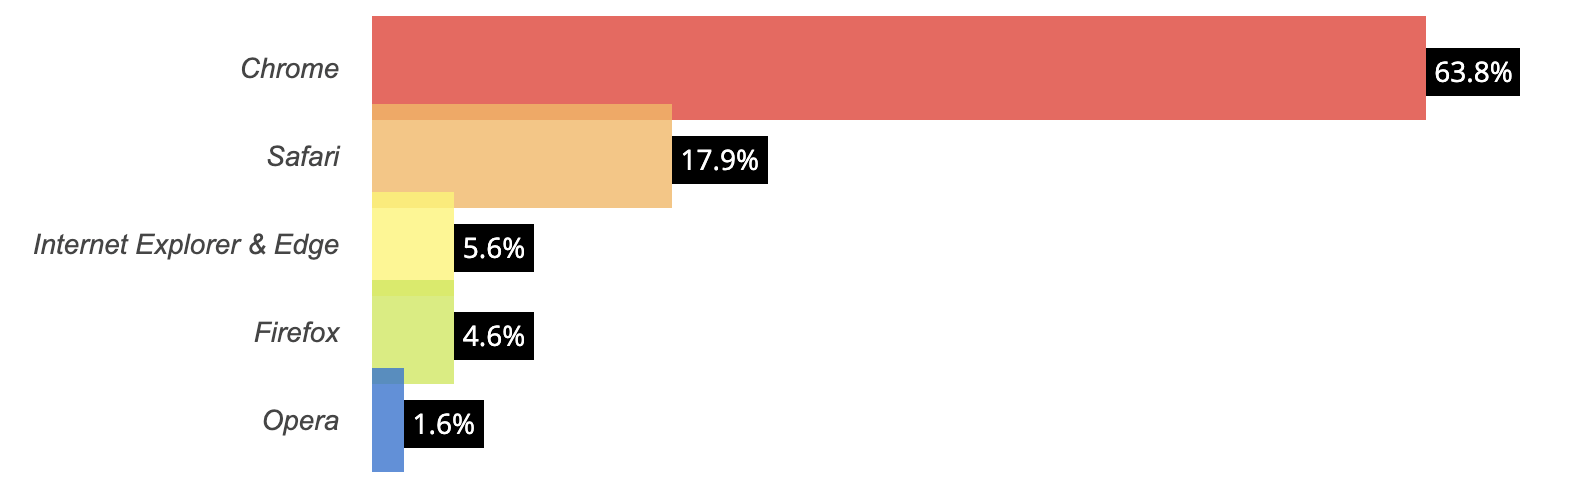 Chrome
63.8%
Safari
17.9%
Internet Explorer & Edge
5.6%
Firefox
4.6%
Opera
1.6%